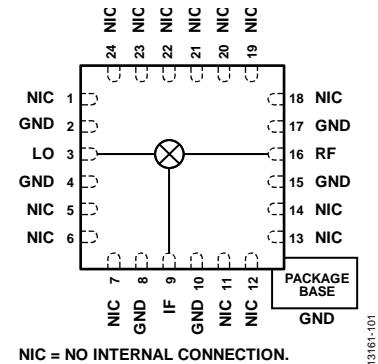 NIC NIC NIC NIC NIC NIC
24 23 22 21 20 19
NIC 1
GND 2
LO 3
GND 4
NIC 5
NIC 6
18 NIC
17 GND
16 RF
15 GND
14 NIC
13 NIC
7 8 9 10 11 12
NIC GND IF GND NIC NIC
PACKAGE
BASE
GND
NIC = NO INTERNAL CONNECTION.
13161-101